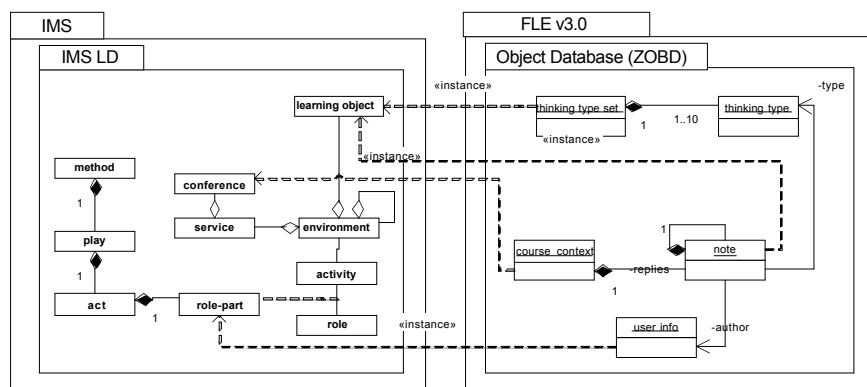 IMS
FLE v3.0
IMS LD
Object Database (ZOBD)
learning object
«instance»
thinking type set
1
1..10
thinking type
-type
«instance»
«instance»
method
1
conference
service
environment
play
1
course_context
1
-replies
1
note
activity
act
1
role-part
role
«instance»
user info
-author